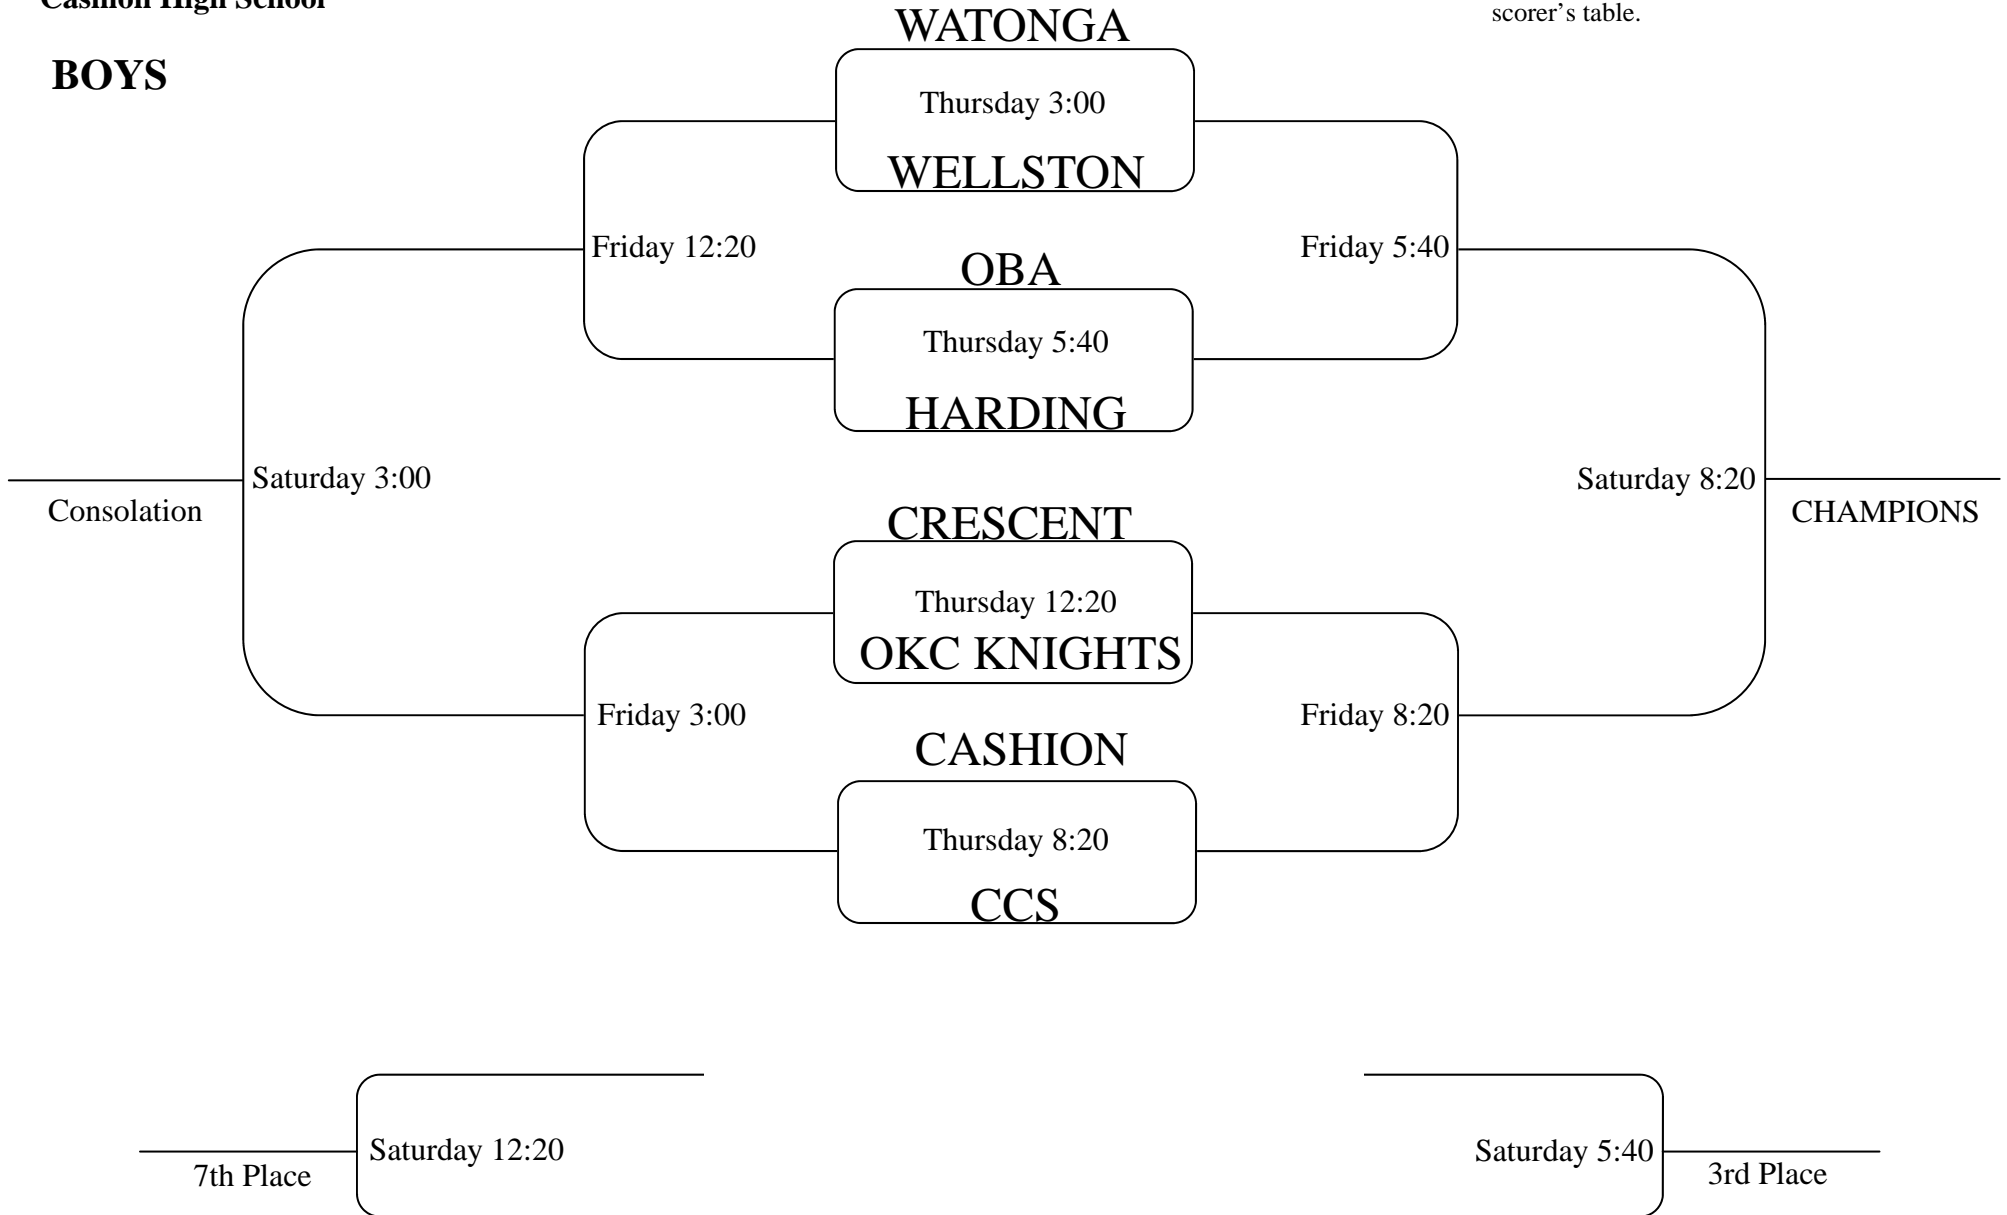 Cashion High School
scorer's table.
BOYS
WATONGA
Thursday 3:00
WELLSTON
Friday 12:20
Friday 5:40
OBA
Thursday 5:40
HARDING
Saturday 3:00
Saturday 8:20
Consolation
CHAMPIONS
CRESCENT
Thursday 12:20
OKC KNIGHTS
Friday 3:00
Friday 8:20
CASHION
Thursday 8:20
CCS
Saturday 12:20
7th Place
Saturday 5:40
3rd Place